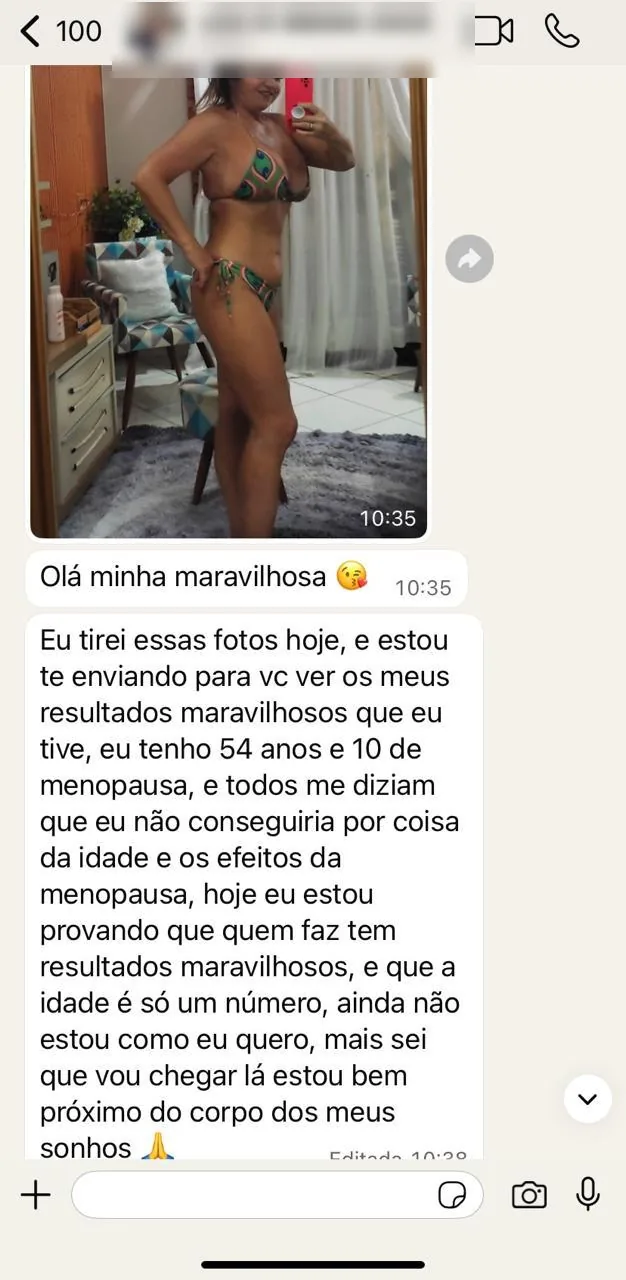 100
10:35
Olá minha maravilhosa 😘
10:35
Eu tirei essas fotos hoje, e estou
te enviando para vc ver os meus
resultados maravilhosos que eu
tive, eu tenho 54 anos e 10 de
menopausa, e todos me diziam
que eu não conseguiria por coisa
da idade e os efeitos da
menopausa, hoje eu estou
provando que quem faz tem
resultados maravilhosos, e que a
idade é só um número, ainda não
estou como eu quero, mais sei
que vou chegar lá estou bem
próximo do corpo dos meus
sonhos 🙏
Editada 10:38